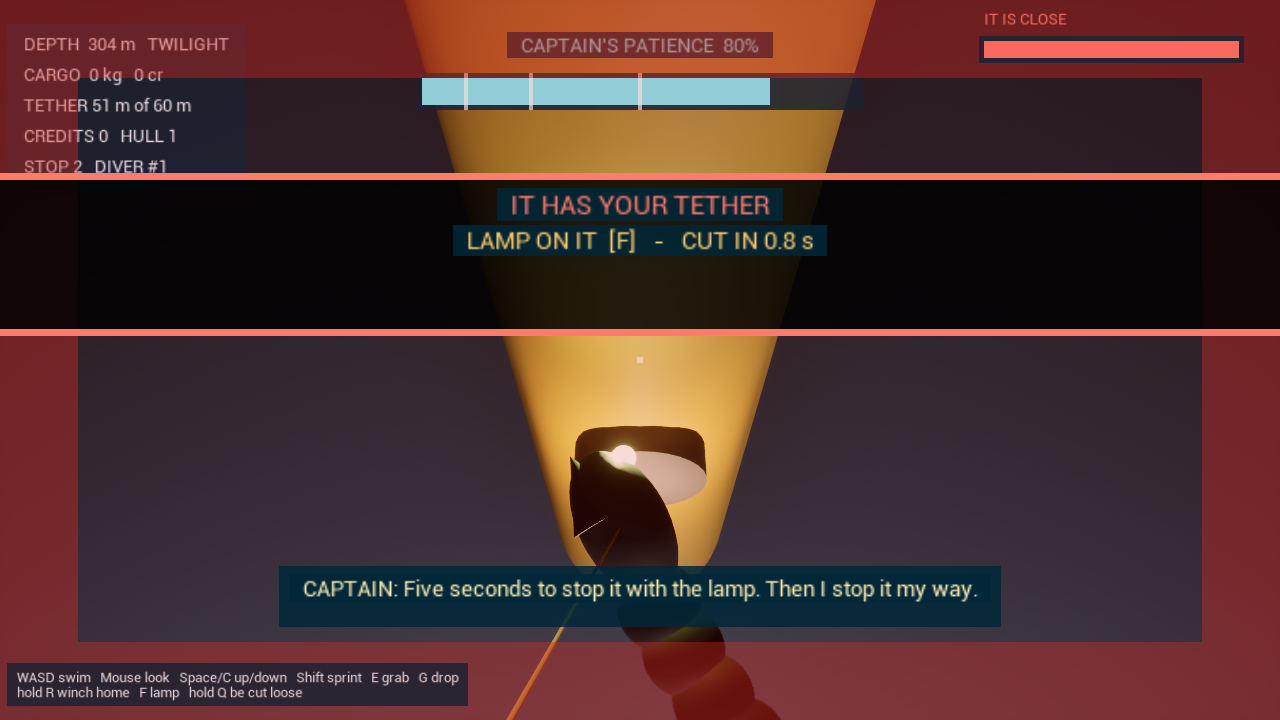 DEPTH 304 m TWILIGHT
CARGO 0 kg 0 cr
TETHER 51 m of 60 m
CREDITS 0 HULL 1
STOP 2 DIVER #1
CAPTAIN'S PATIENCE 80%
IT IS CLOSE
IT HAS YOUR TETHER
LAMP ON IT [F] - CUT IN 0.8 s
CAPTAIN: Five seconds to stop it with the lamp. Then I stop it my way.
WASD swim Mouse look Space/C up/down Shift sprint E grab G drop
hold R winch home F lamp hold Q be cut loose